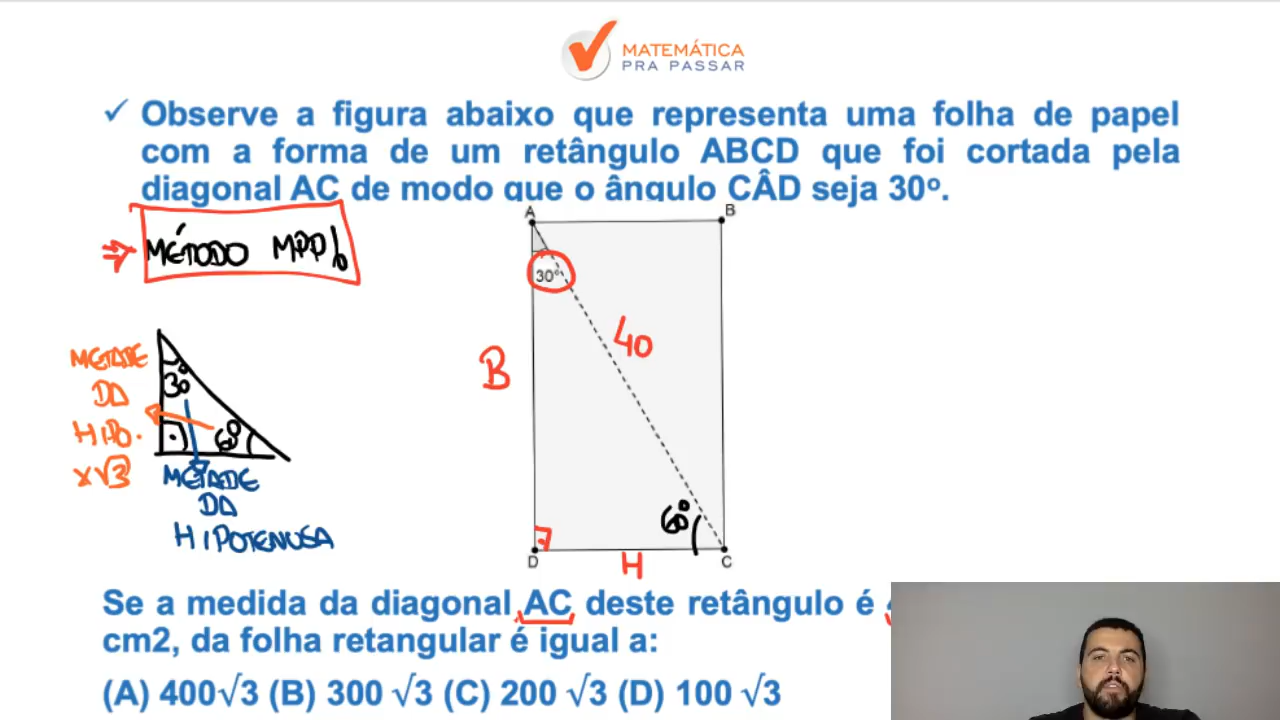 MATEMÁTICA
PRA PASSAR
✓ Observe a figura abaixo que representa uma folha de papel
com a forma de um retângulo ABCD que foi cortada pela
diagonal AC de modo que o ângulo CÂD seja 30º.
⇒ MÉTODO MPP!
A
B
30°
40
B
60°
D
H
C
30°
60°
METADE
DA
HIPO.
x√3
METADE
DA
HIPOTENUSA
Se a medida da diagonal AC deste retângulo é
cm2, da folha retangular é igual a:
(A) 400√3 (B) 300 √3 (C) 200 √3 (D) 100 √3